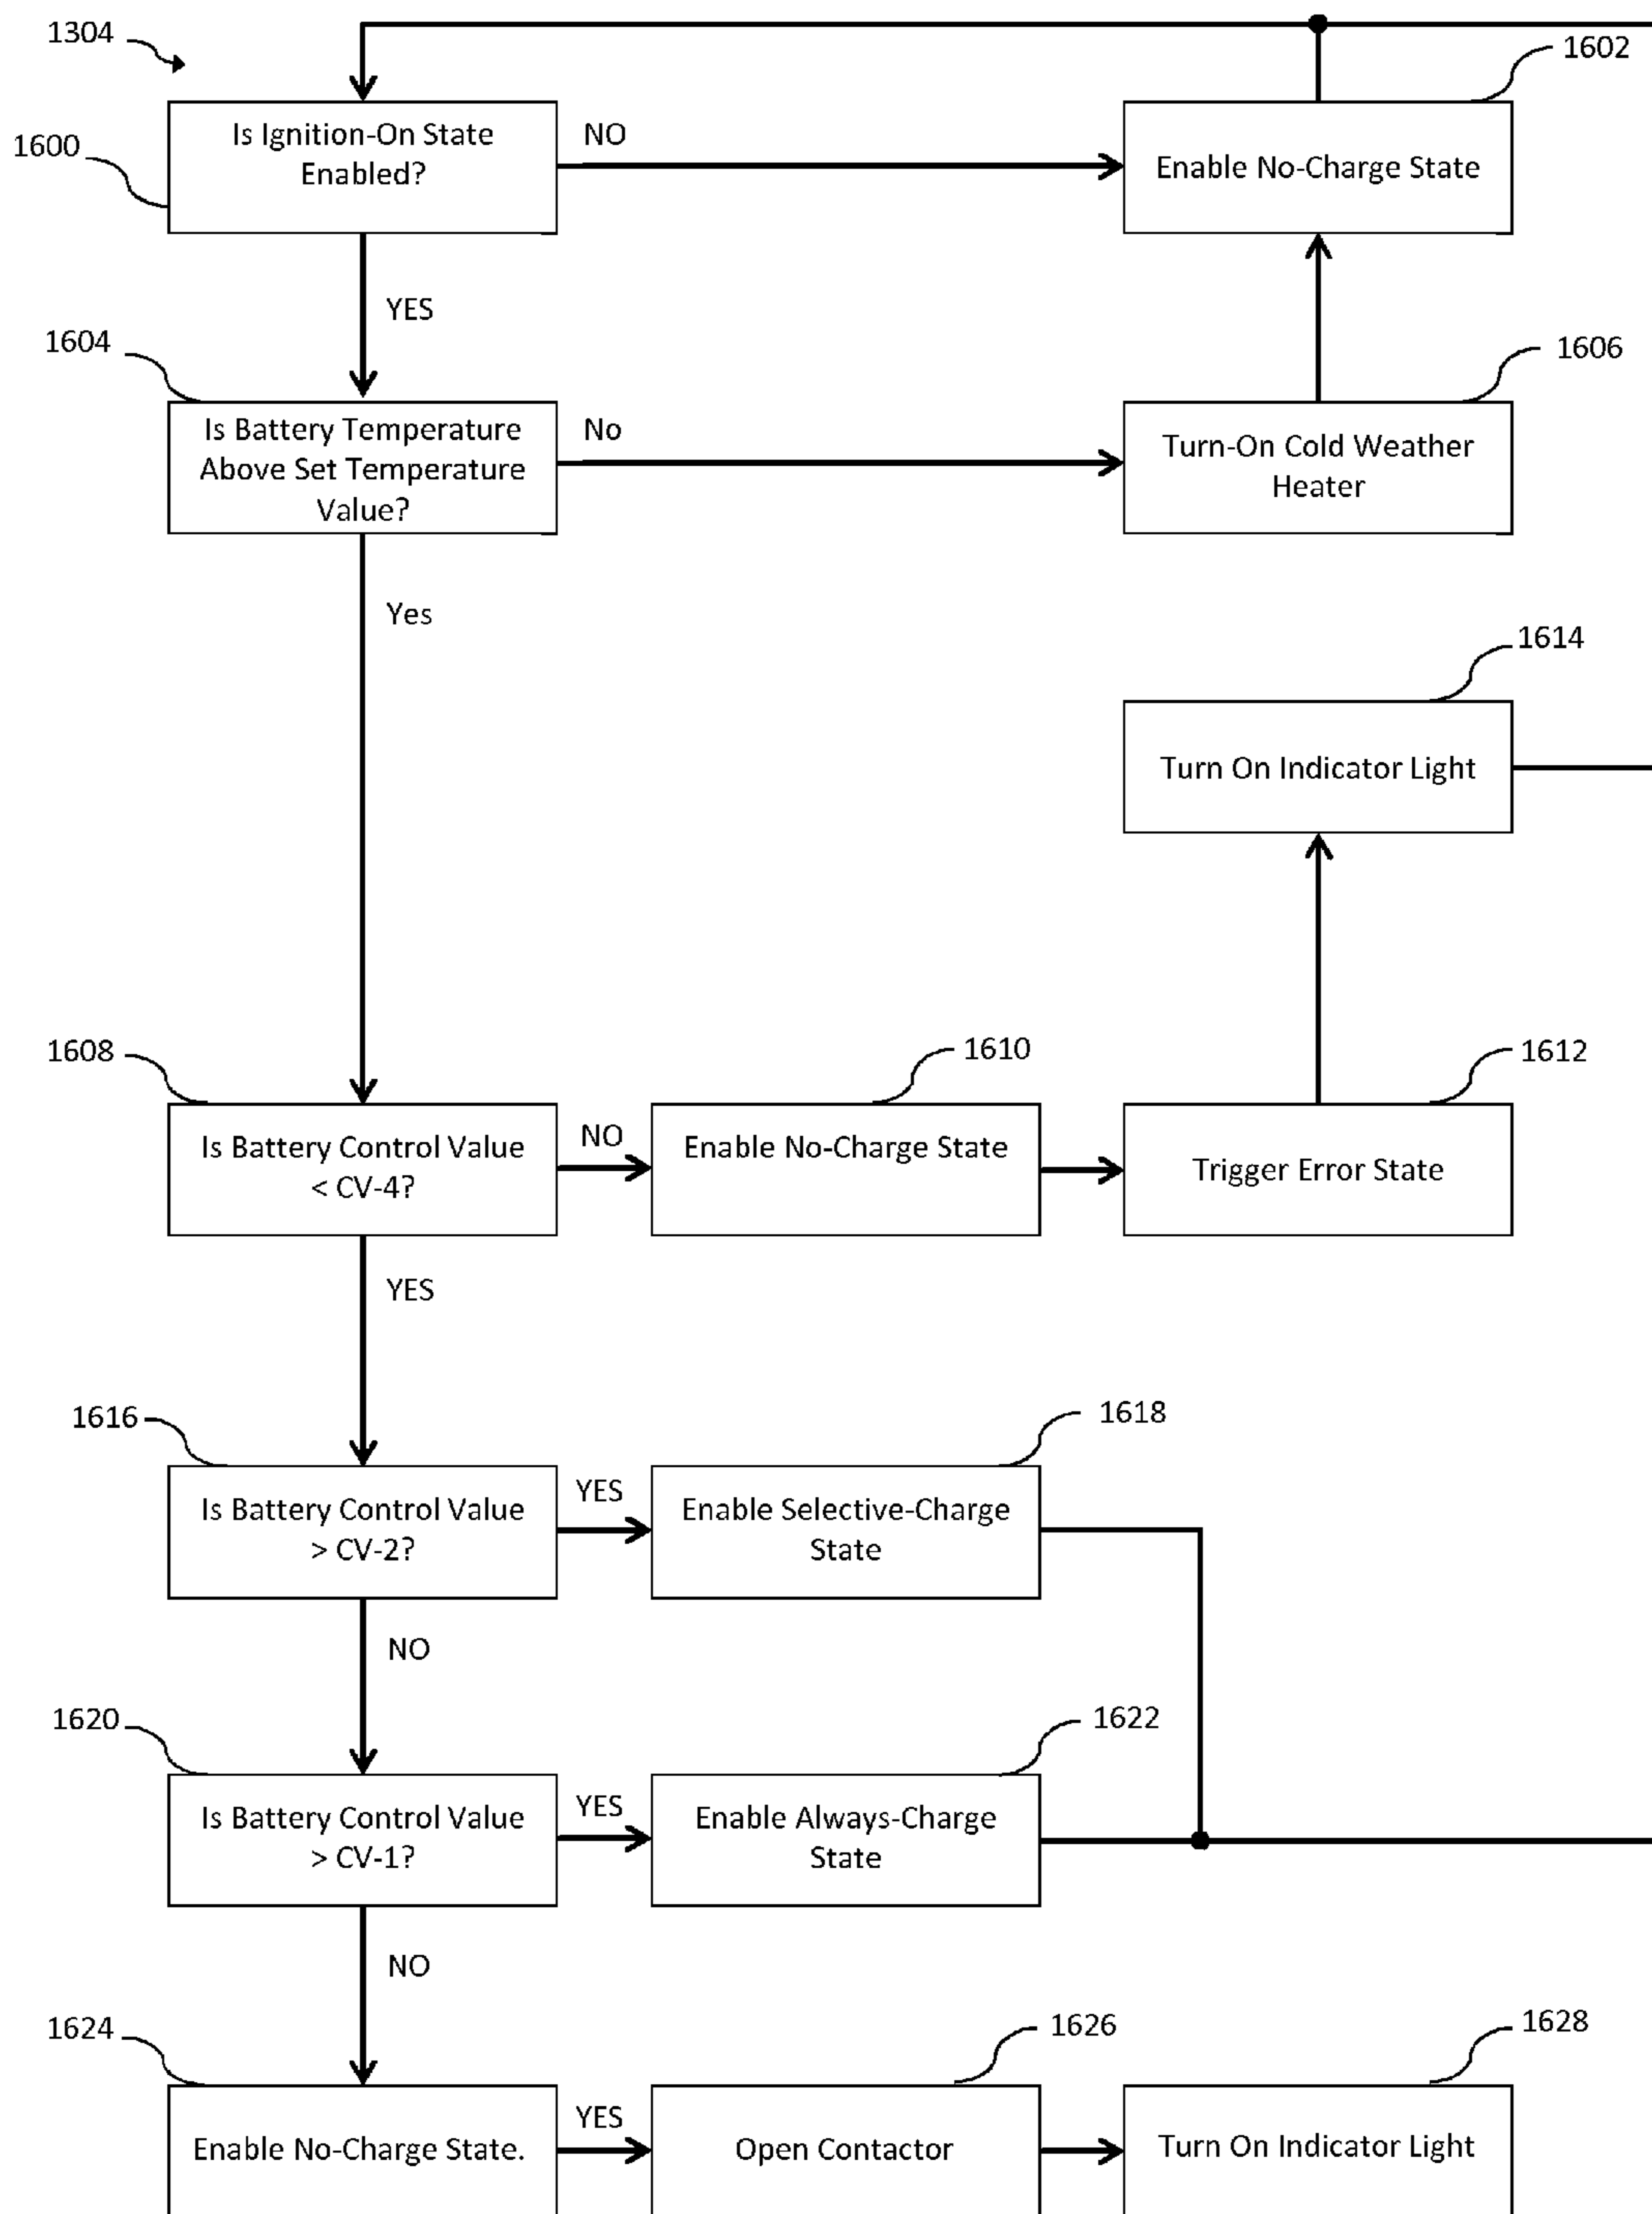 1304
1602
1600
Is Ignition-On State
Enabled?
NO
Enable No-Charge State
YES
1604
1606
Is Battery Temperature
Above Set Temperature
Value?
No
Turn-On Cold Weather
Heater
Yes
1614
Turn On Indicator Light
1608
1610
1612
Is Battery Control Value
< CV-4?
NO
Enable No-Charge State
Trigger Error State
YES
1616
1618
Is Battery Control Value
> CV-2?
YES
Enable Selective-Charge
State
NO
1620
1622
Is Battery Control Value
> CV-1?
YES
Enable Always-Charge
State
NO
1624
1626
1628
Enable No-Charge State.
YES
Open Contactor
Turn On Indicator Light